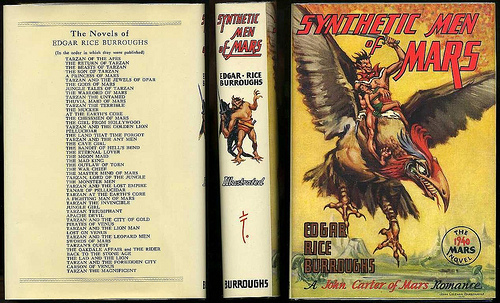 The Novels of
EDGAR RICE BURROUGHS
(In the order in which they were published)
TARZAN OF THE APES
THE RETURN OF TARZAN
THE BEASTS OF TARZAN
THE SON OF TARZAN
A PRINCESS OF MARS
TARZAN AND THE JEWELS OF OPAR
THE GODS OF MARS
JUNGLE TALES OF TARZAN
THE WARLORD OF MARS
TARZAN THE UNTAMED
THUVIA, MAID OF MARS
TARZAN THE TERRIBLE
THE MUCKER
AT THE EARTH'S CORE
THE CHESSMEN OF MARS
THE GIRL FROM HOLLYWOOD
TARZAN AND THE GOLDEN LION
PELLUCIDAR
THE LAND THAT TIME FORGOT
TARZAN AND THE ANT MEN
THE CAVE GIRL
THE BANDIT OF HELL'S BEND
THE ETERNAL LOVER
THE MOON MAID
THE MAD KING
THE OUTLAW OF TORN
THE WAR CHIEF
THE MASTER MIND OF MARS
TARZAN, LORD OF THE JUNGLE
THE MONSTER MEN
TARZAN AND THE LOST EMPIRE
TANAR OF PELLUCIDAR
TARZAN AT THE EARTH'S CORE
A FIGHTING MAN OF MARS
TARZAN THE INVINCIBLE
JUNGLE GIRL
TARZAN TRIUMPHANT
APACHE DEVIL
TARZAN AND THE CITY OF GOLD
PIRATES OF VENUS
TARZAN AND THE LION MAN
LOST ON VENUS
TARZAN AND THE LEOPARD MEN
SWORDS OF MARS
TARZAN'S QUEST
THE OAKDALE AFFAIR and THE RIDER
BACK TO THE STONE AGE
THE LAD AND THE LION
TARZAN AND THE FORBIDDEN CITY
CARSON OF VENUS
TARZAN THE MAGNIFICENT
SYNTHETIC
MEN
OF MARS
EDGAR·RICE
BURROUGHS
Illustrated
BURROUGHS
SYNTHETIC MEN
OF
MARS
EDGAR
RICE
BURROUGHS
THE
1940
MARS
NOVEL
A John Carter of Mars Romance